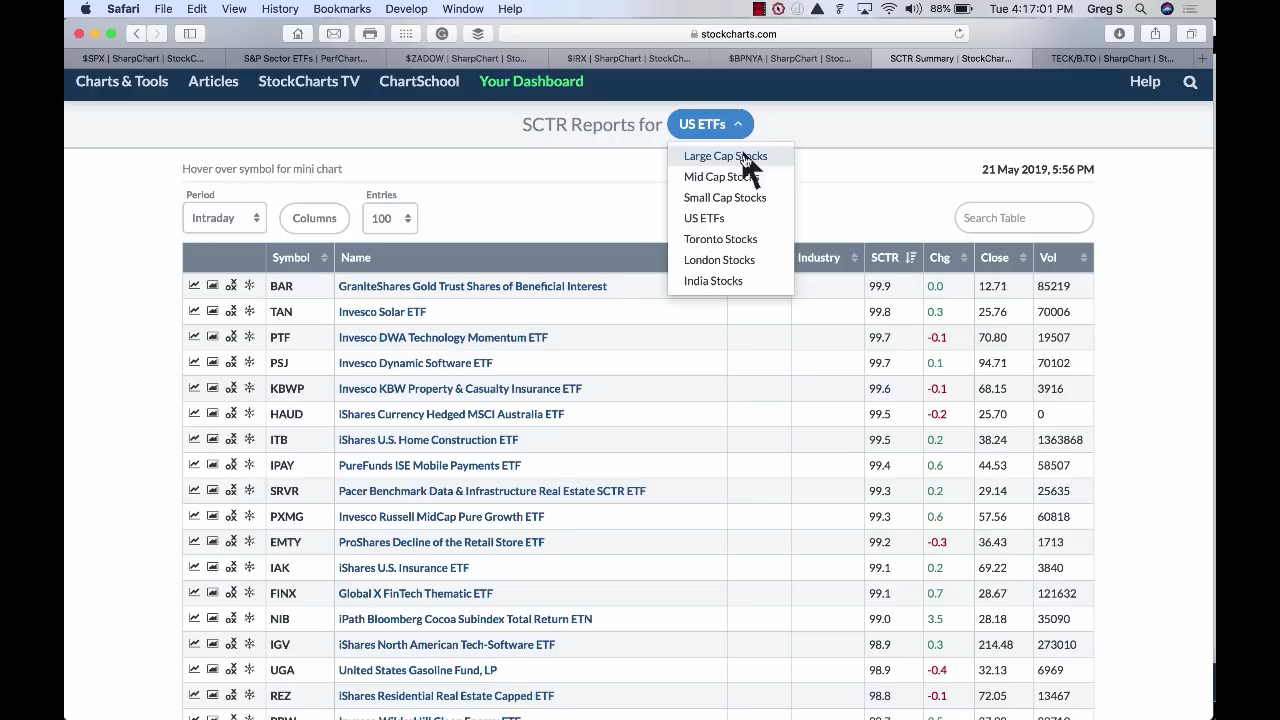 Safari File Edit View History Bookmarks Develop Window Help 88% Tue 4:17:01 PM Greg S
stockcharts.com
$SPX | SharpChart | StockC... S&P Sector ETFs | PerfChart... $ZADOW | SharpChart | Sto... $IRX | SharpChart | StockCh... $BPNYA | SharpChart | Stoc... SCTR Summary | StockChar... TECK/B.TO | SharpChart | St...
Charts & Tools Articles StockCharts TV ChartSchool Your Dashboard Help
SCTR Reports for US ETFs
Large Cap Stocks
Mid Cap Stocks
Small Cap Stocks
US ETFs
Toronto Stocks
London Stocks
India Stocks
Hover over symbol for mini chart 21 May 2019, 5:56 PM
Period Entries
Intraday Columns 100 Search Table
Symbol Name Industry SCTR Chg Close Vol
BAR GraniteShares Gold Trust Shares of Beneficial Interest 99.9 0.0 12.71 85219
TAN Invesco Solar ETF 99.8 0.3 25.76 70006
PTF Invesco DWA Technology Momentum ETF 99.7 -0.1 70.80 19507
PSJ Invesco Dynamic Software ETF 99.7 0.1 94.71 70102
KBWP Invesco KBW Property & Casualty Insurance ETF 99.6 -0.1 68.15 3916
HAUD iShares Currency Hedged MSCI Australia ETF 99.5 -0.2 25.70 0
ITB iShares U.S. Home Construction ETF 99.5 0.2 38.24 1363868
IPAY PureFunds ISE Mobile Payments ETF 99.4 0.6 44.53 58507
SRVR Pacer Benchmark Data & Infrastructure Real Estate SCTR ETF 99.3 0.2 29.14 25635
PXMG Invesco Russell MidCap Pure Growth ETF 99.3 0.6 57.56 60818
EMTY ProShares Decline of the Retail Store ETF 99.2 -0.3 36.43 1713
IAK iShares U.S. Insurance ETF 99.1 0.2 69.22 3840
FINX Global X FinTech Thematic ETF 99.1 0.7 28.67 121632
NIB iPath Bloomberg Cocoa Subindex Total Return ETN 99.0 3.5 28.18 35090
IGV iShares North American Tech-Software ETF 98.9 0.3 214.48 273010
UGA United States Gasoline Fund, LP 98.9 -0.4 32.13 6969
REZ iShares Residential Real Estate Capped ETF 98.8 -0.1 72.05 13467